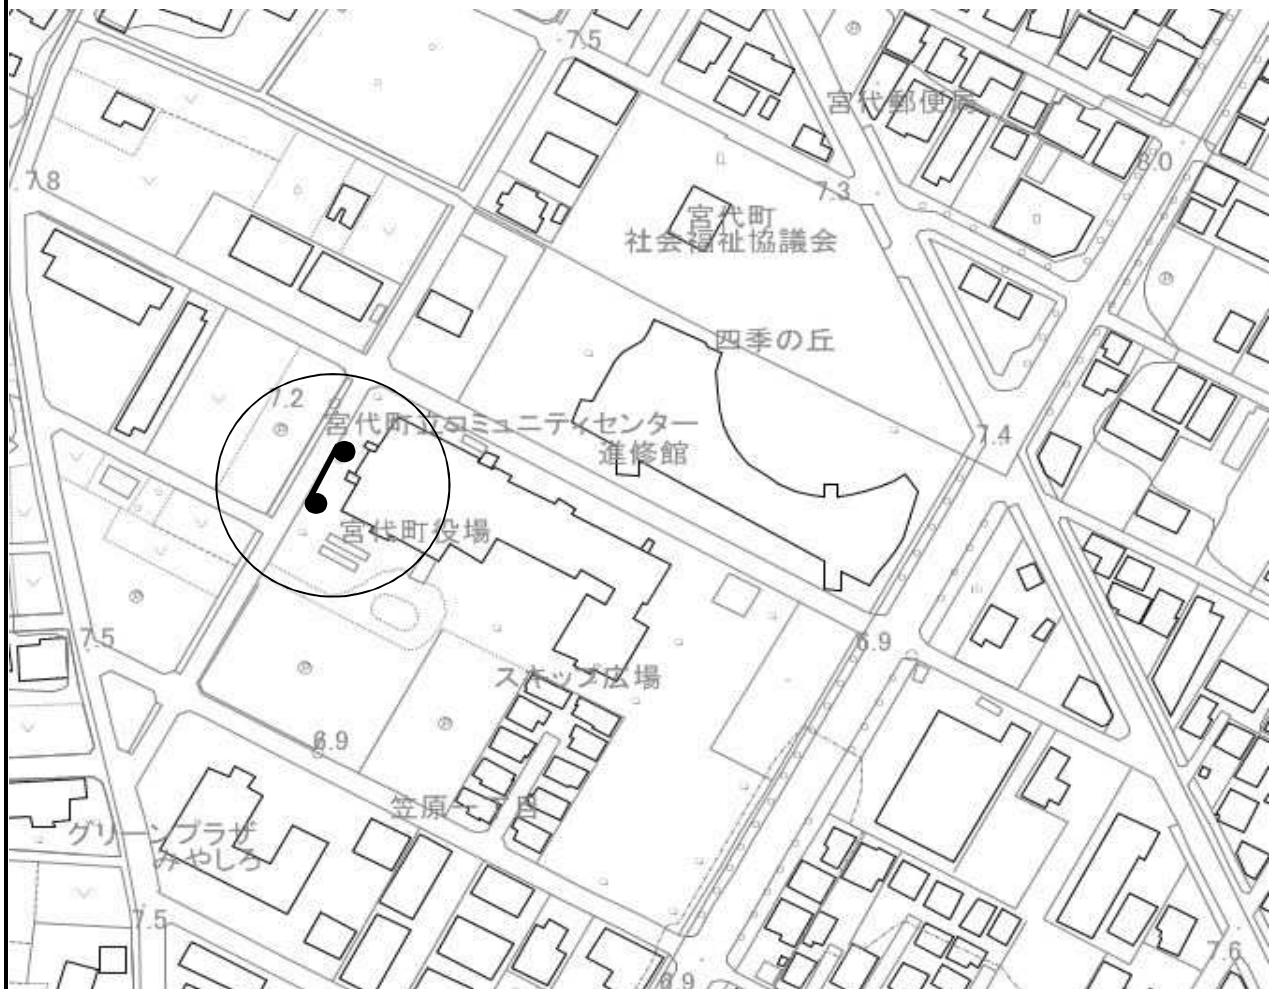 7.5
宮代郵便局
8.0
7.8
7.3
宮代町
社会福祉協議会
四季の丘
7.2
宮代町立コミュニティセンター
進修館
7.4
宮代町役場
7.5
6.9
スキップ広場
6.9
笠原一丁目
グリーンプラザ
みやしろ
7.5
7.6
6.9